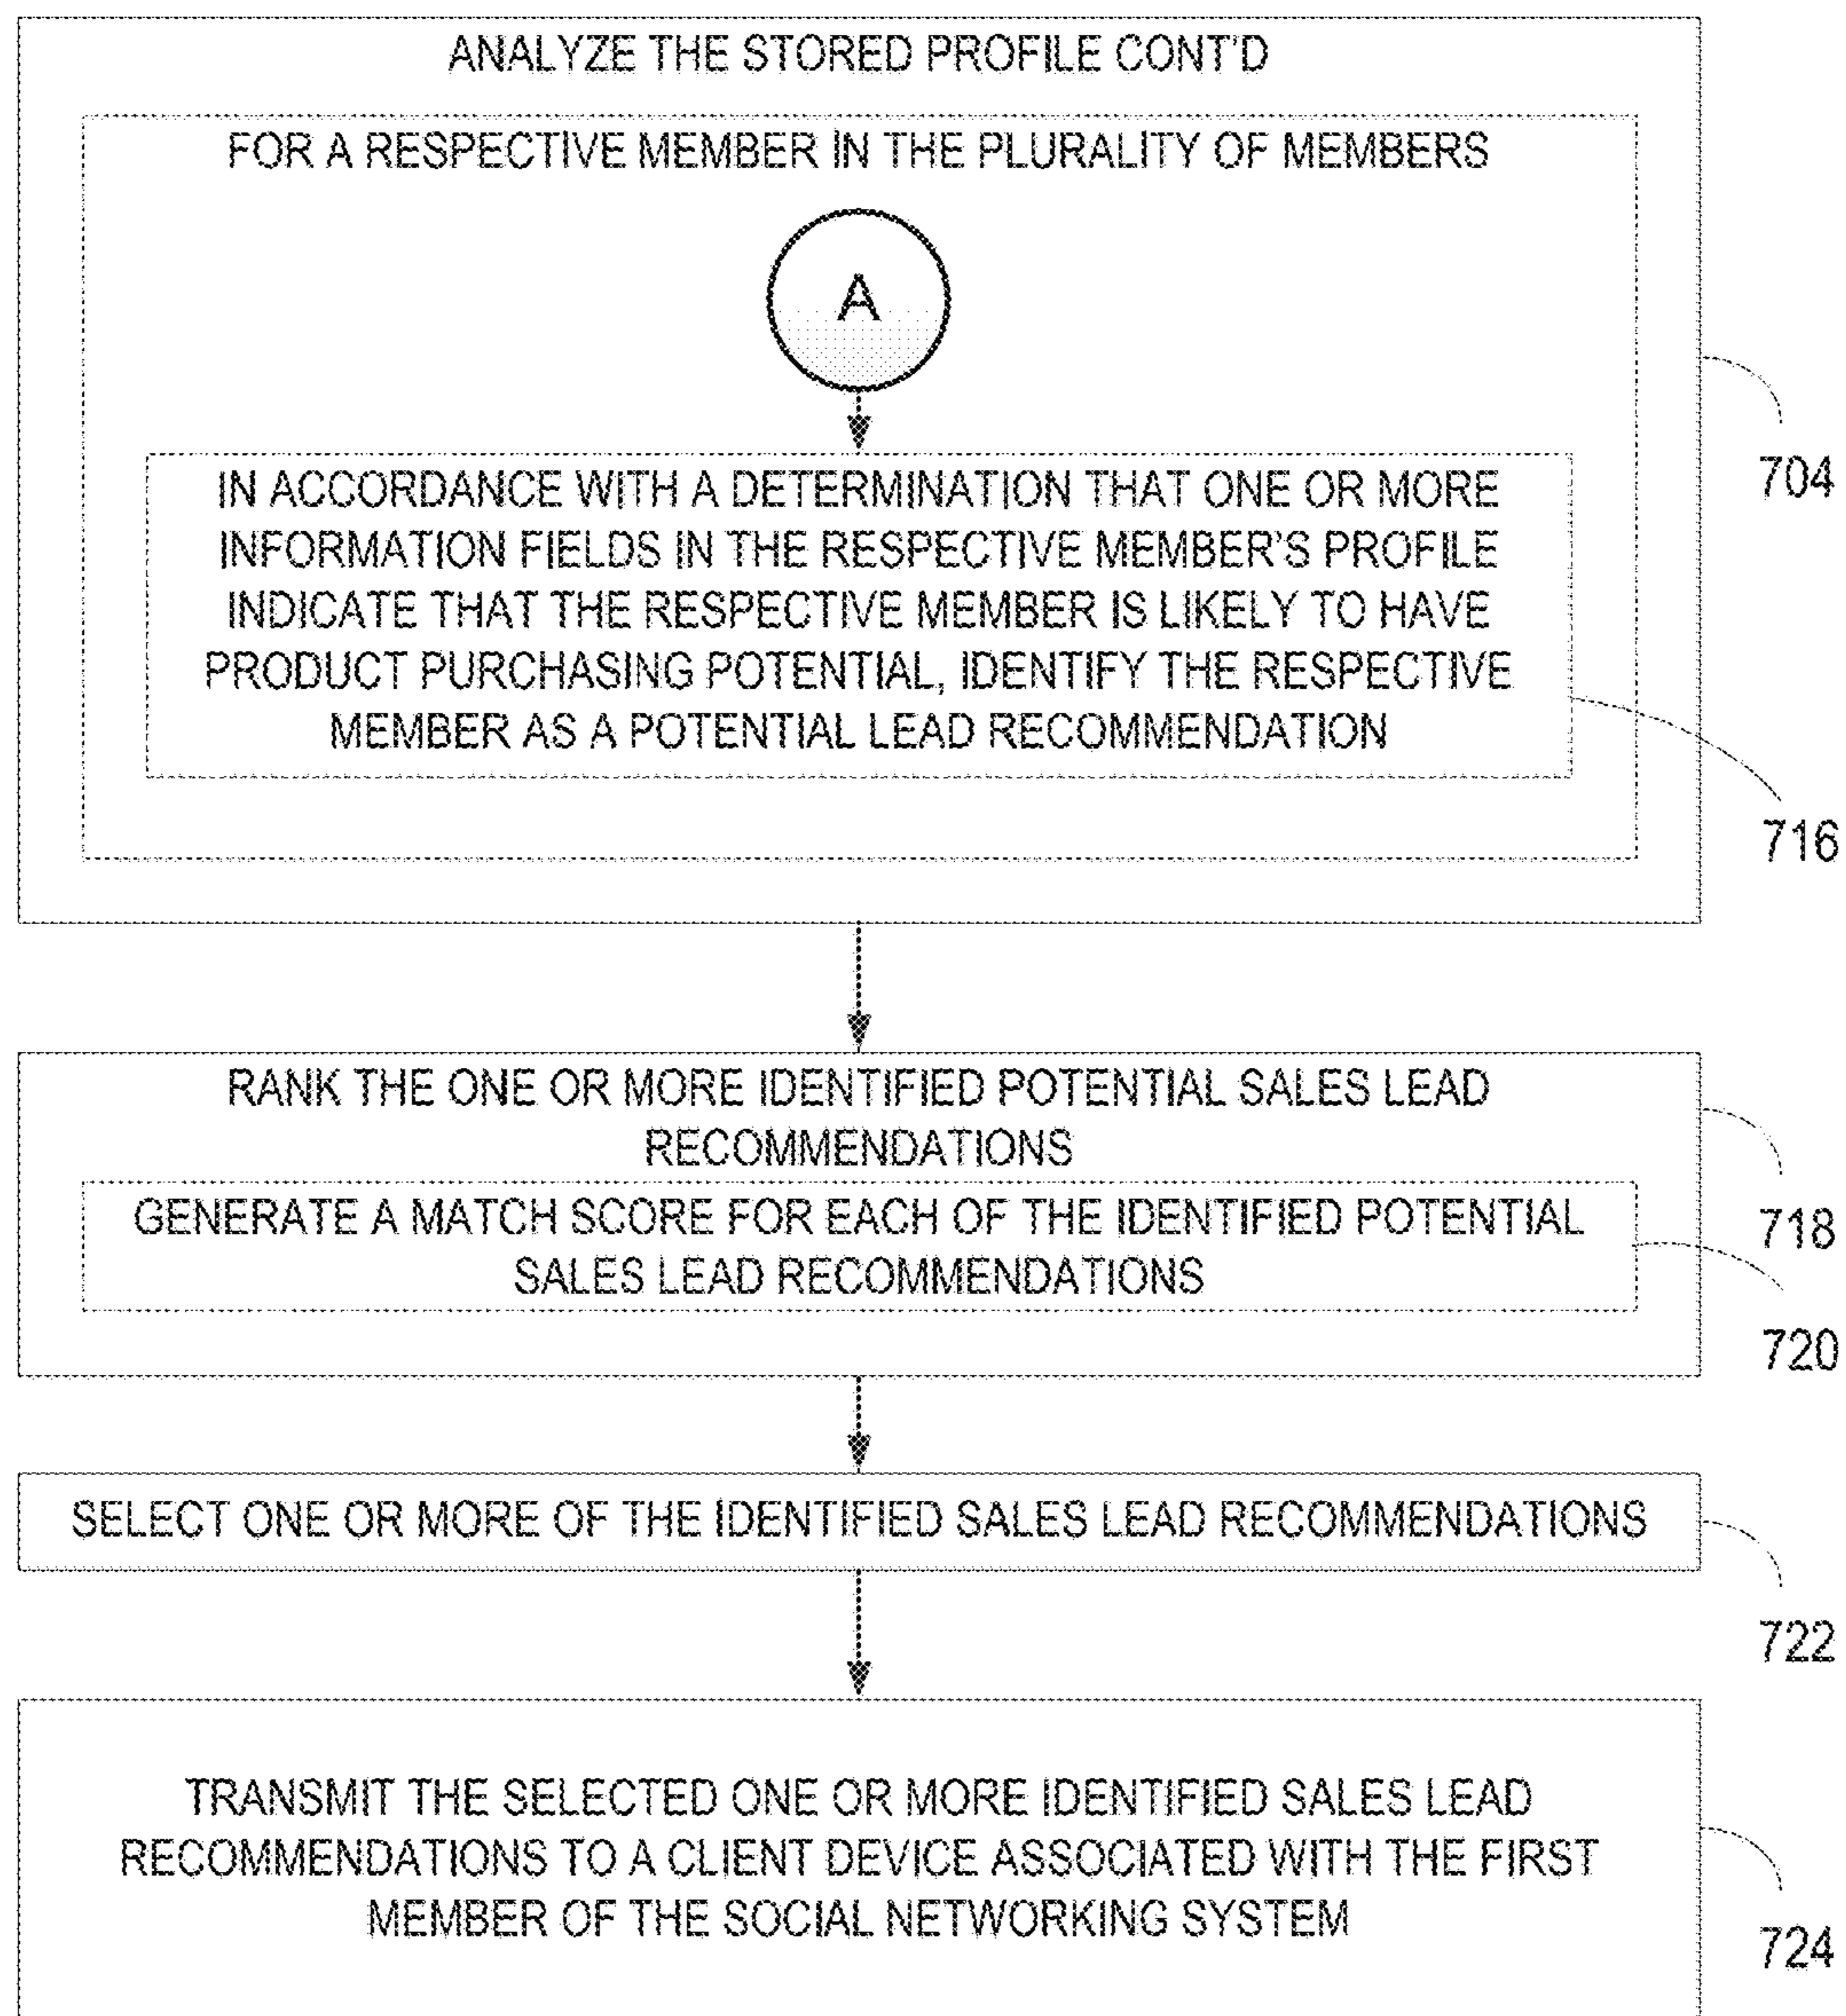 ANALYZE THE STORED PROFILE CONT'D
FOR A RESPECTIVE MEMBER IN THE PLURALITY OF MEMBERS
A
IN ACCORDANCE WITH A DETERMINATION THAT ONE OR MORE
INFORMATION FIELDS IN THE RESPECTIVE MEMBER'S PROFILE
INDICATE THAT THE RESPECTIVE MEMBER IS LIKELY TO HAVE
PRODUCT PURCHASING POTENTIAL, IDENTIFY THE RESPECTIVE
MEMBER AS A POTENTIAL LEAD RECOMMENDATION
704
716
RANK THE ONE OR MORE IDENTIFIED POTENTIAL SALES LEAD
RECOMMENDATIONS
GENERATE A MATCH SCORE FOR EACH OF THE IDENTIFIED POTENTIAL
SALES LEAD RECOMMENDATIONS
718
720
SELECT ONE OR MORE OF THE IDENTIFIED SALES LEAD RECOMMENDATIONS
722
TRANSMIT THE SELECTED ONE OR MORE IDENTIFIED SALES LEAD
RECOMMENDATIONS TO A CLIENT DEVICE ASSOCIATED WITH THE FIRST
MEMBER OF THE SOCIAL NETWORKING SYSTEM
724